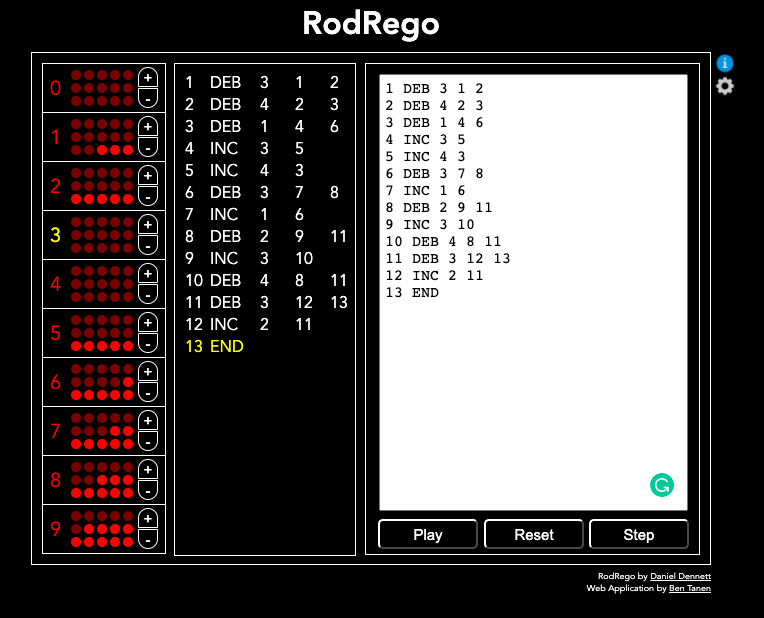 RodRego
0 + -
1 + -
2 + -
3 + -
4 + -
5 + -
6 + -
7 + -
8 + -
9 + -
1 DEB 3 1 2
2 DEB 4 2 3
3 DEB 1 4 6
4 INC 3 5
5 INC 4 3
6 DEB 3 7 8
7 INC 1 6
8 DEB 2 9 11
9 INC 3 10
10 DEB 4 8 11
11 DEB 3 12 13
12 INC 2 11
13 END
1 DEB 3 1 2
2 DEB 4 2 3
3 DEB 1 4 6
4 INC 3 5
5 INC 4 3
6 DEB 3 7 8
7 INC 1 6
8 DEB 2 9 11
9 INC 3 10
10 DEB 4 8 11
11 DEB 3 12 13
12 INC 2 11
13 END
Play Reset Step
RodRego by Daniel Dennett
Web Application by Ben Tanen